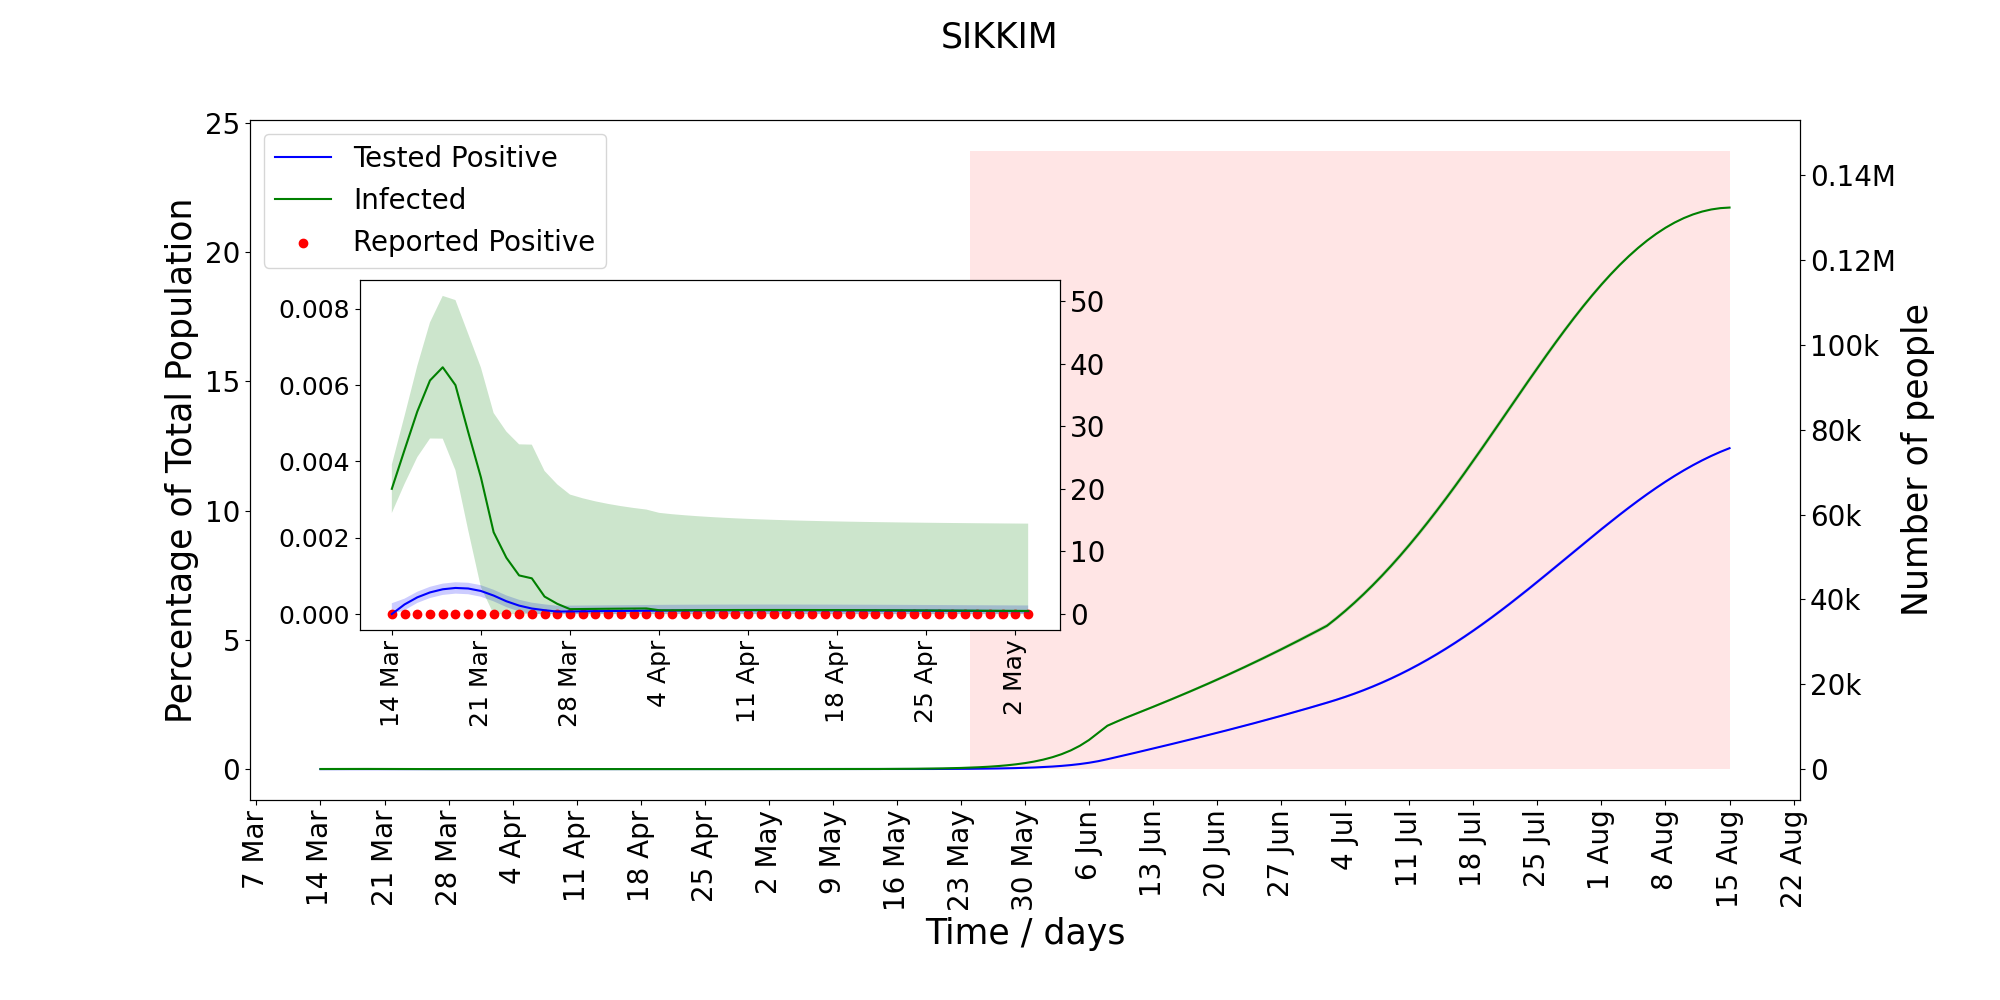 SIKKIM
Percentage of Total Population
25
20
15
10
5
0
Tested Positive
Infected
Reported Positive
0.008
0.006
0.004
0.002
0.000
50
40
30
20
10
0
14 Mar
21 Mar
28 Mar
4 Apr
11 Apr
18 Apr
25 Apr
2 May
0.14M
0.12M
100k
80k
60k
40k
20k
0
Number of people
7 Mar
14 Mar
21 Mar
28 Mar
4 Apr
11 Apr
18 Apr
25 Apr
2 May
9 May
16 May
23 May
30 May
6 Jun
13 Jun
20 Jun
27 Jun
4 Jul
11 Jul
18 Jul
25 Jul
1 Aug
8 Aug
15 Aug
22 Aug
Time / days